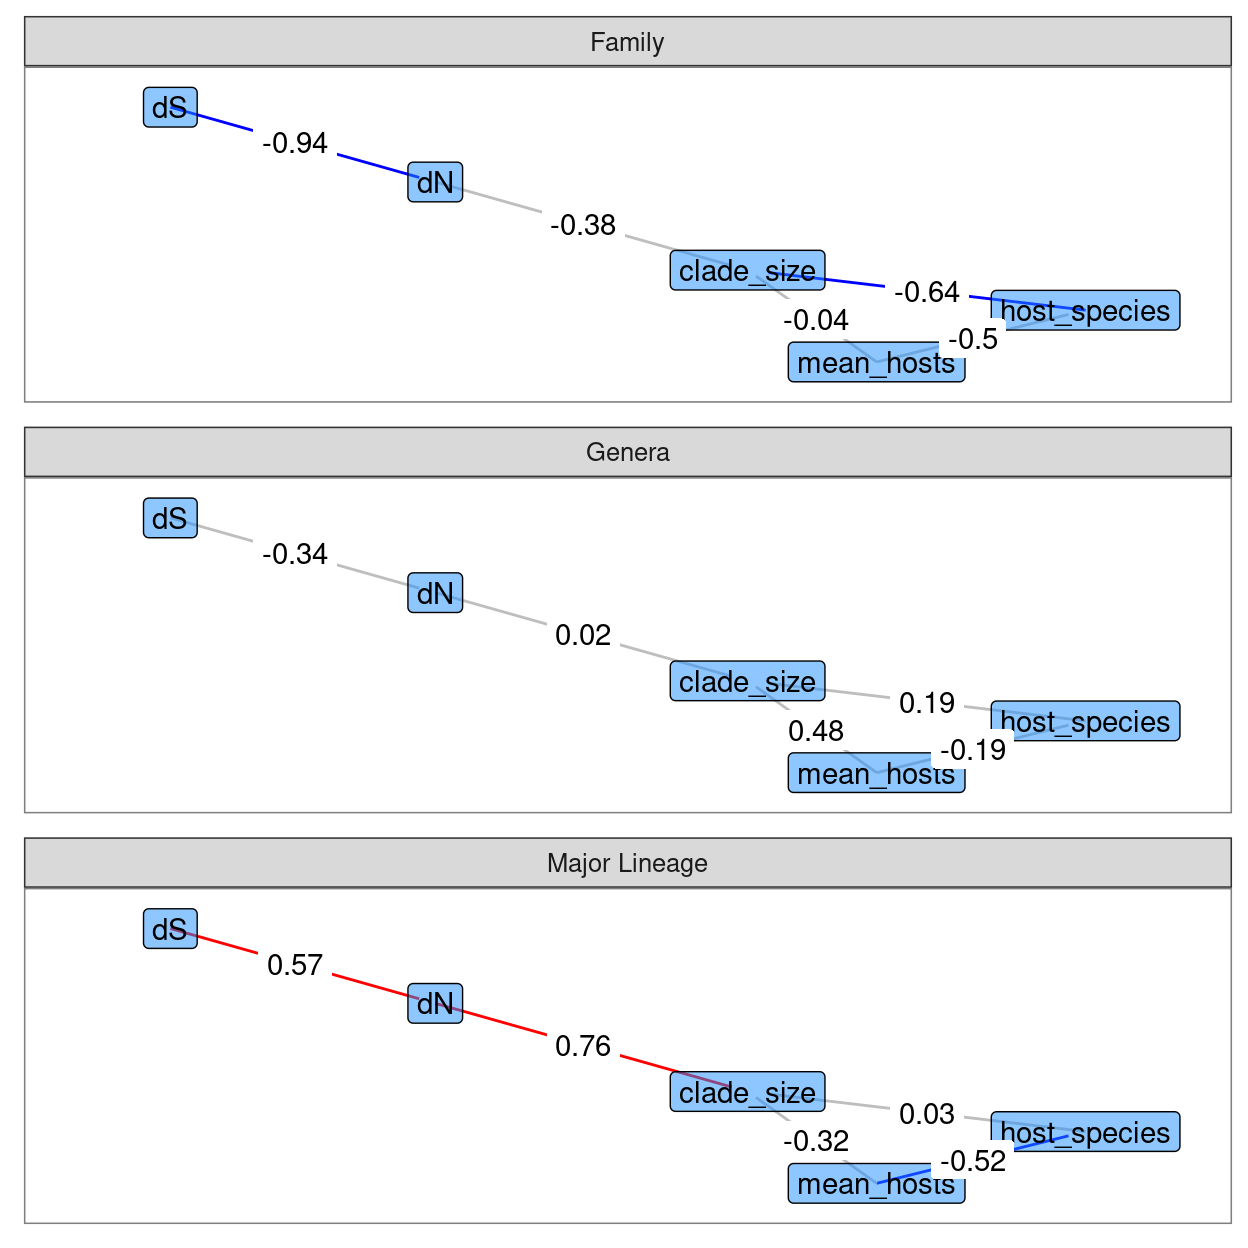 Family
dS
-0.94
dN
-0.38
clade_size
-0.64
host_species
-0.04
-0.5
mean_hosts
Genera
dS
-0.34
dN
0.02
clade_size
0.19
host_species
0.48
-0.19
mean_hosts
Major Lineage
dS
0.57
dN
0.76
clade_size
0.03
host_species
-0.32
-0.52
mean_hosts